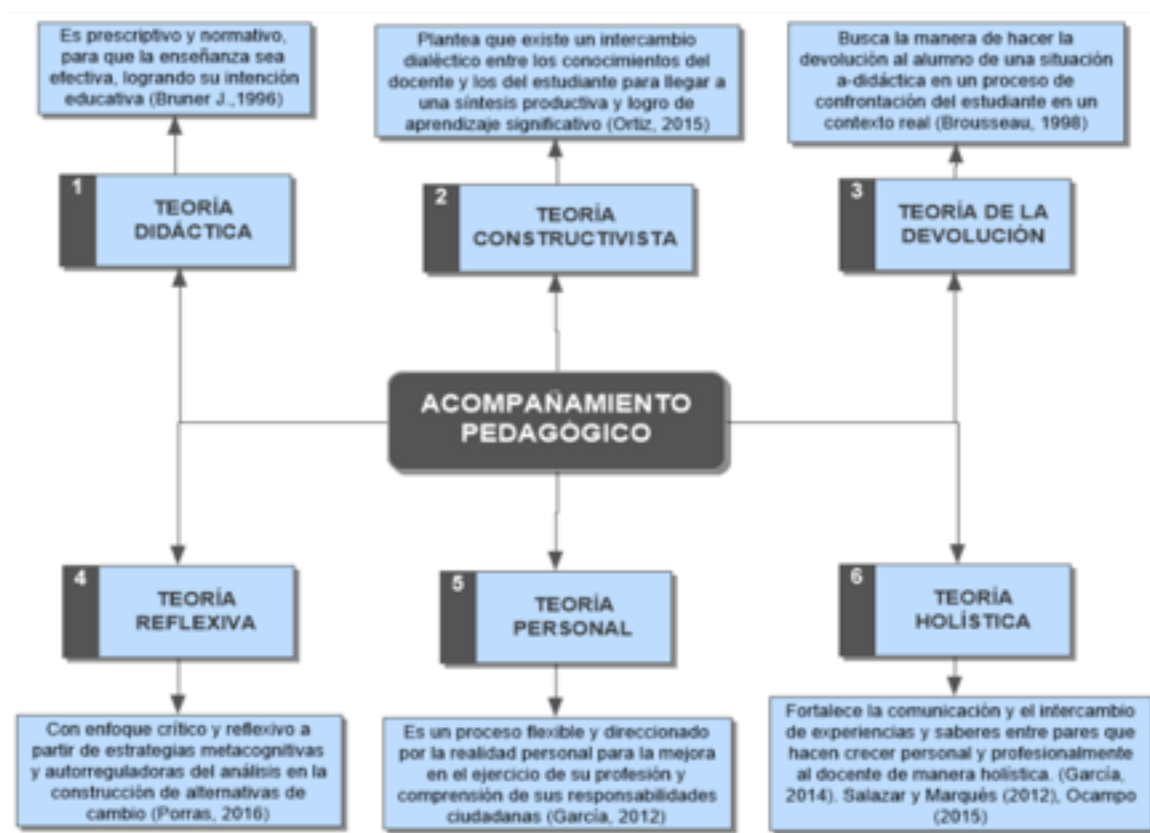 Es prescriptivo y normativo,
para que la enseñanza sea
efectiva, logrando su intención
educativa (Bruner J.,1996)
Plantea que existe un intercambio
dialéctico entre los conocimientos del
docente y los del estudiante para llegar a
una síntesis productiva y logro de
aprendizaje significativo (Ortiz, 2015)
Busca la manera de hacer la
devolución al alumno de una situación
a-didáctica en un proceso de
confrontación del estudiante en un
contexto real (Brousseau, 1998)
1
TEORÍA
DIDÁCTICA
2
TEORÍA
CONSTRUCTIVISTA
3
TEORÍA DE LA
DEVOLUCIÓN
ACOMPAÑAMIENTO
PEDAGÓGICO
4
TEORÍA
REFLEXIVA
5
TEORÍA
PERSONAL
6
TEORÍA
HOLÍSTICA
Con enfoque crítico y reflexivo a
partir de estrategias metacognitivas
y autorreguladoras del análisis en la
construcción de alternativas de
cambio (Porras, 2016)
Es un proceso flexible y direccionado
por la realidad personal para la mejora
en el ejercicio de su profesión y
comprensión de sus responsabilidades
ciudadanas (García, 2012)
Fortalece la comunicación y el intercambio
de experiencias y saberes entre pares que
hacen crecer personal y profesionalmente
al docente de manera holística. (García,
2014). Salazar y Marqués (2012), Ocampo
(2015)